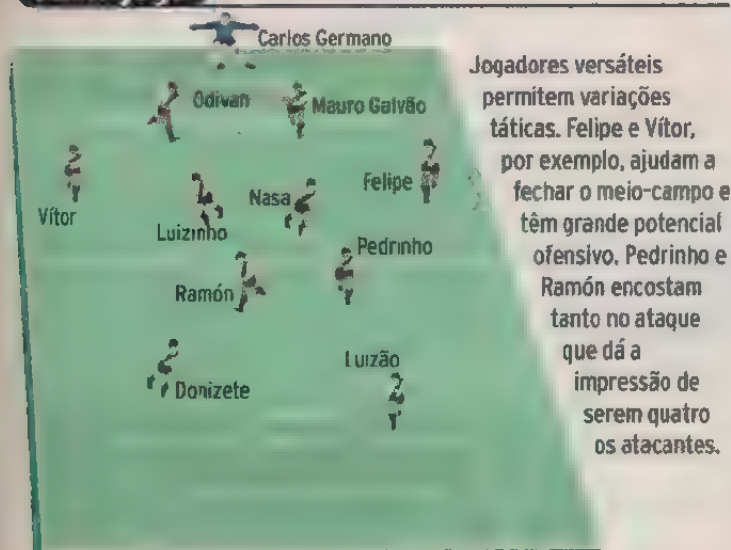 Carlos Germano
Odivan
Mauro Galvão
Vítor
Luizinho
Nasa
Felipe
Ramón
Pedrinho
Donizete
Luizão
Jogadores versáteis
permitem variações
táticas. Felipe e Vítor,
por exemplo, ajudam a
fechar o meio-campo e
têm grande potencial
ofensivo. Pedrinho e
Ramón encostam
tanto no ataque
que dá a
impressão de
serem quatro
os atacantes.